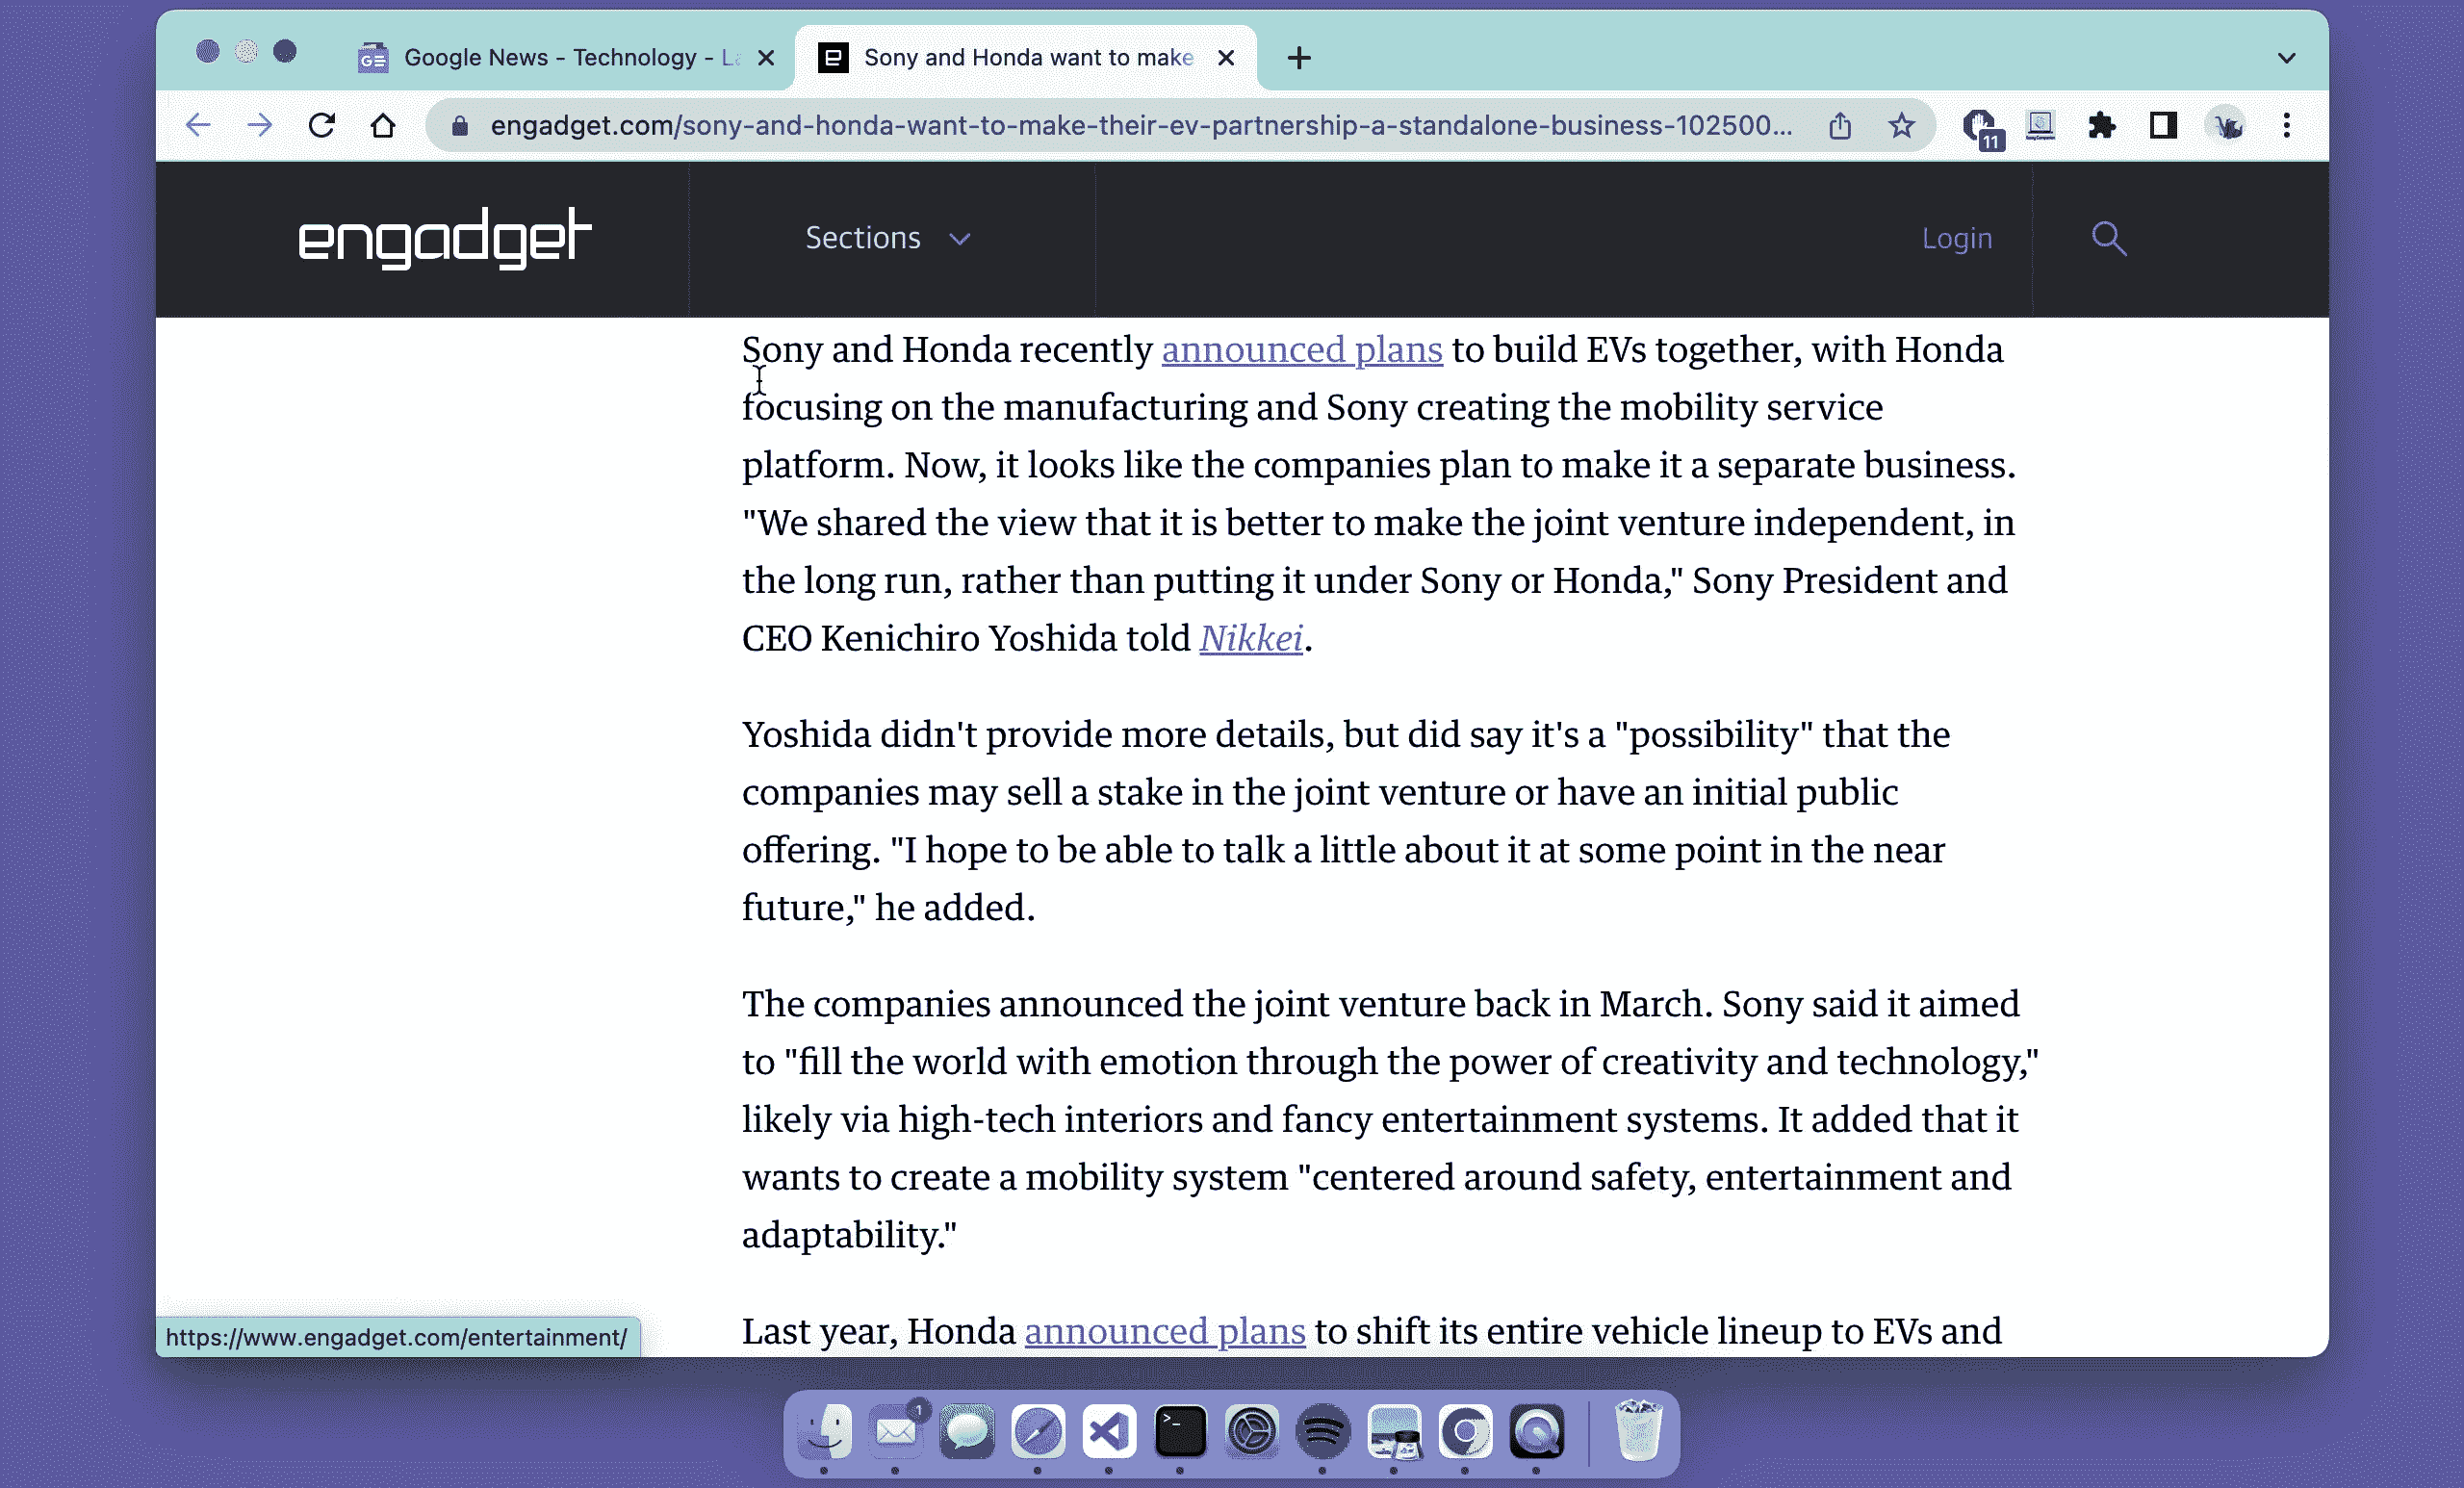 Google News - Technology - La
Sony and Honda want to make
engadget.com/sony-and-honda-want-to-make-their-ev-partnership-a-standalone-business-102500...
11
engadget
Sections
Login
Sony and Honda recently announced plans to build EVs together, with Honda
focusing on the manufacturing and Sony creating the mobility service
platform. Now, it looks like the companies plan to make it a separate business.
"We shared the view that it is better to make the joint venture independent, in
the long run, rather than putting it under Sony or Honda," Sony President and
CEO Kenichiro Yoshida told Nikkei.
Yoshida didn't provide more details, but did say it's a "possibility" that the
companies may sell a stake in the joint venture or have an initial public
offering. "I hope to be able to talk a little about it at some point in the near
future," he added.
The companies announced the joint venture back in March. Sony said it aimed
to "fill the world with emotion through the power of creativity and technology,"
likely via high-tech interiors and fancy entertainment systems. It added that it
wants to create a mobility system "centered around safety, entertainment and
adaptability."
Last year, Honda announced plans to shift its entire vehicle lineup to EVs and
https://www.engadget.com/entertainment/
1